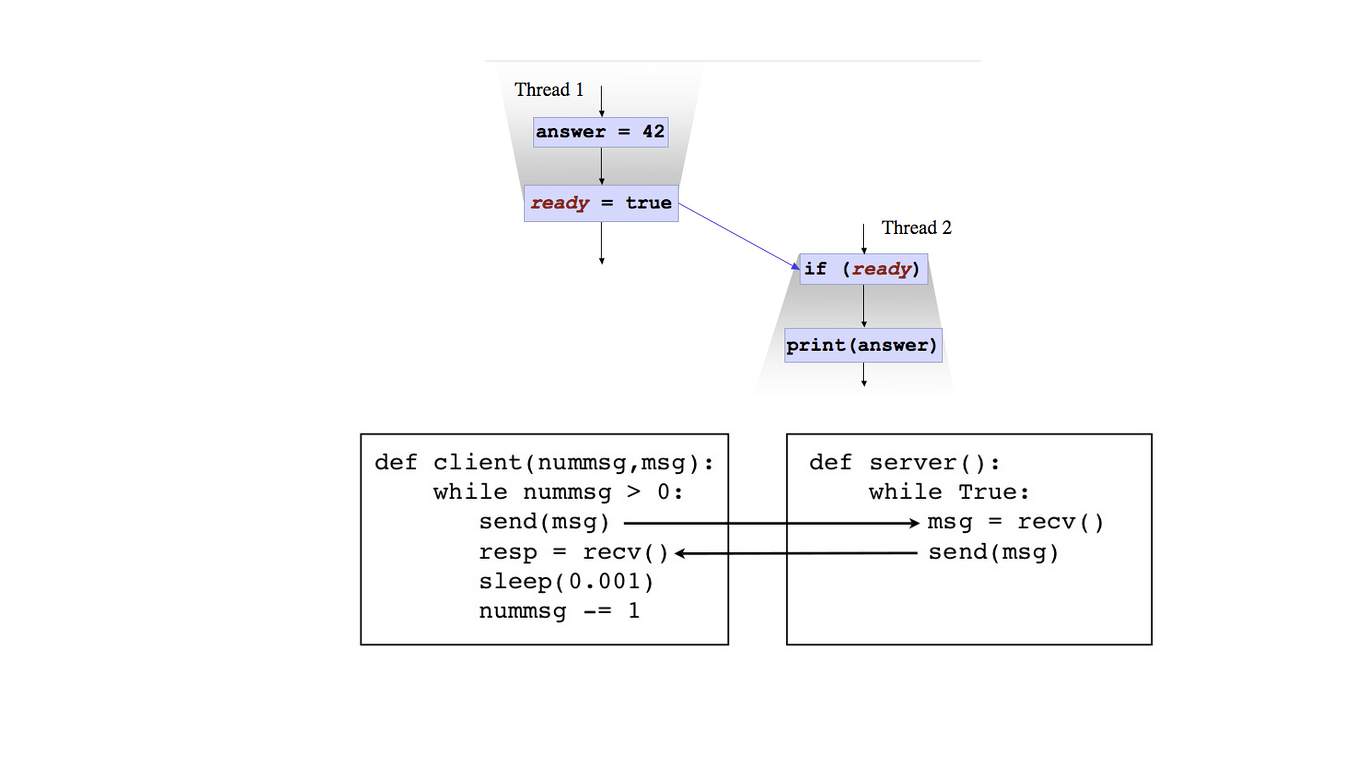 Thread 1
answer = 42
ready = true
Thread 2
if (ready)
print(answer)
def client(nummsg,msg):
while nummsg > 0:
send(msg)
resp = recv()
sleep(0.001)
nummsg -= 1
def server():
while True:
msg = recv()
send(msg)